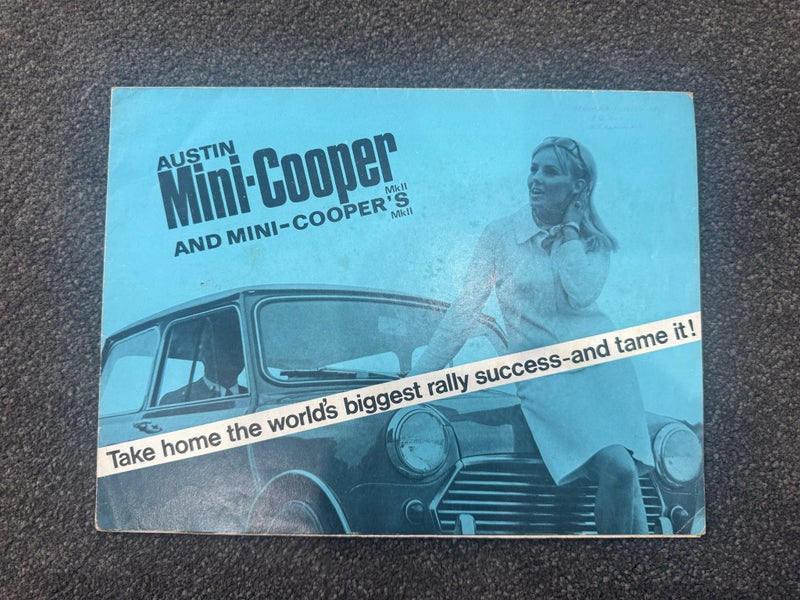 AUSTIN
Mini-Cooper
MkII
AND MINI-COOPER'S'
MkII
Take home the world's biggest rally success-and tame it!